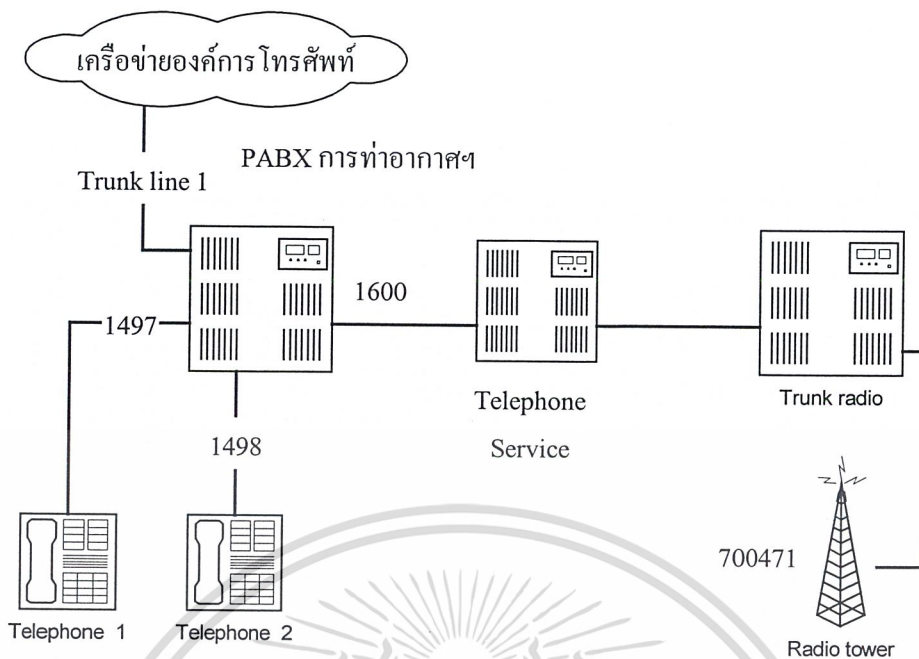 เครือข่ายองค์การโทรศัพท์
PABX การท่าอากาศฯ
Trunk line 1
1600
1497
Telephone
Service
Trunk radio
1498
700471
Telephone 1
Telephone 2
Radio tower